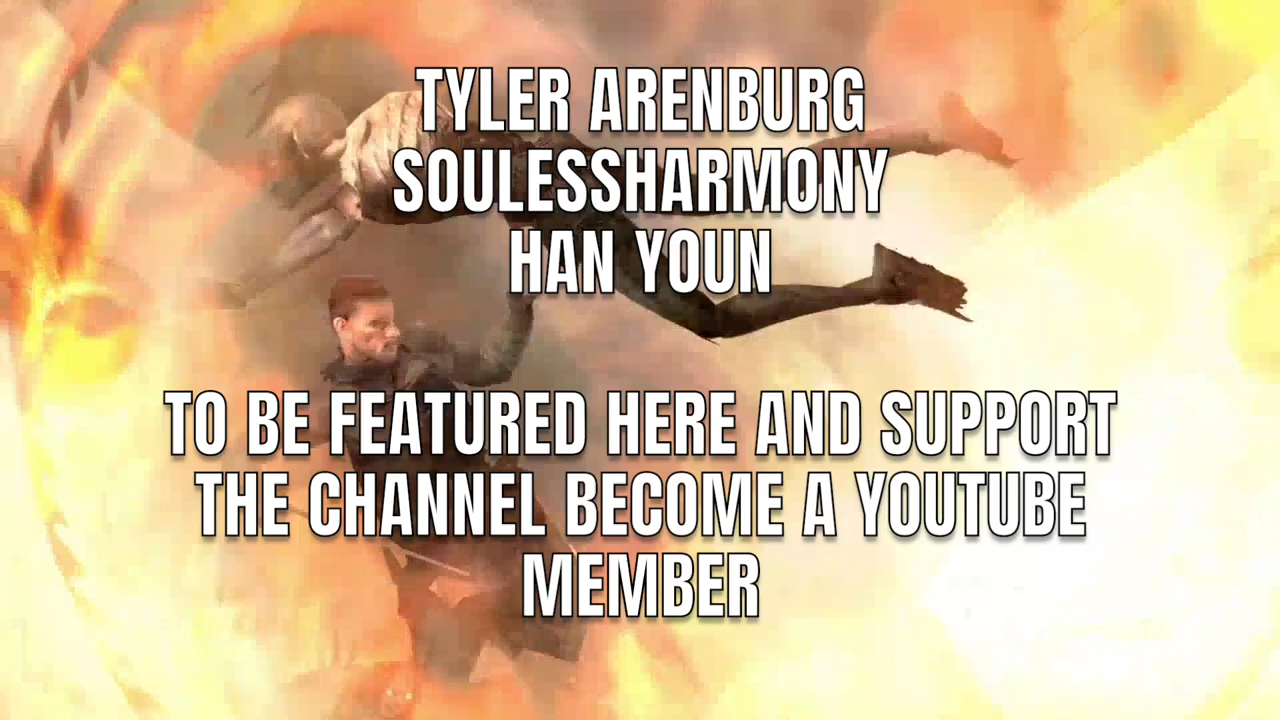 TYLER ARENBURG
SOULESSHARMONY
HAN YOUN
TO BE FEATURED HERE AND SUPPORT
THE CHANNEL BECOME A YOUTUBE
MEMBER